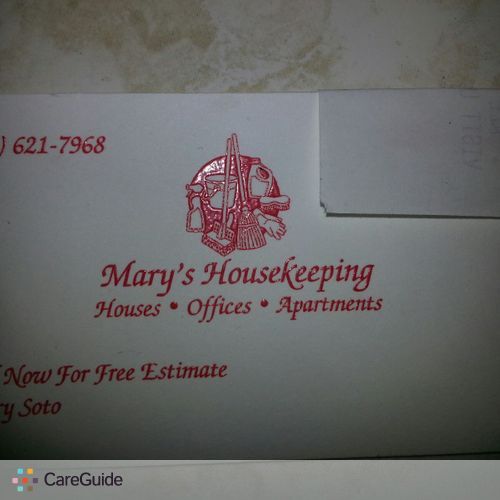 ) 621-7968
Mary's Housekeeping
Houses • Offices • Apartments
Now For Free Estimate
ry Soto
CareGuide